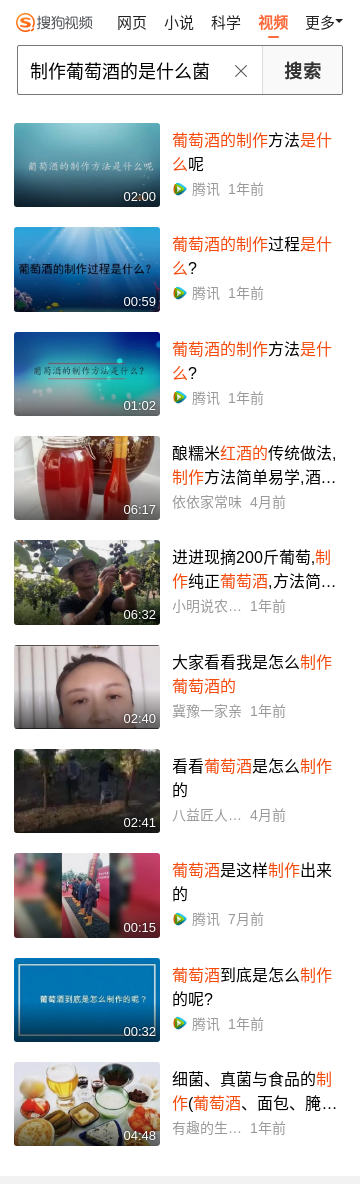 搜狗视频 网页 小说 科学 视频 更多
制作葡萄酒的是什么菌 搜索
葡萄酒的制作方法是什么呢
02:00
葡萄酒的制作方法是什
么呢
腾讯 1年前
葡萄酒的制作过程是什么?
00:59
葡萄酒的制作过程是什
么?
腾讯 1年前
葡萄酒的制作方法是什么?
01:02
葡萄酒的制作方法是什
么?
腾讯 1年前
06:17
酿糯米红酒的传统做法,
制作方法简单易学,酒…
依依家常味 4月前
06:32
进进现摘200斤葡萄,制
作纯正葡萄酒,方法简…
小明说农… 1年前
02:40
大家看看我是怎么制作
葡萄酒的
冀豫一家亲 1年前
02:41
看看葡萄酒是怎么制作
的
八益匠人… 4月前
00:15
葡萄酒是这样制作出来
的
腾讯 7月前
葡萄酒到底是怎么制作的呢?
00:32
葡萄酒到底是怎么制作
的呢?
腾讯 1年前
04:48
细菌、真菌与食品的制
作(葡萄酒、面包、腌…
有趣的生… 1年前